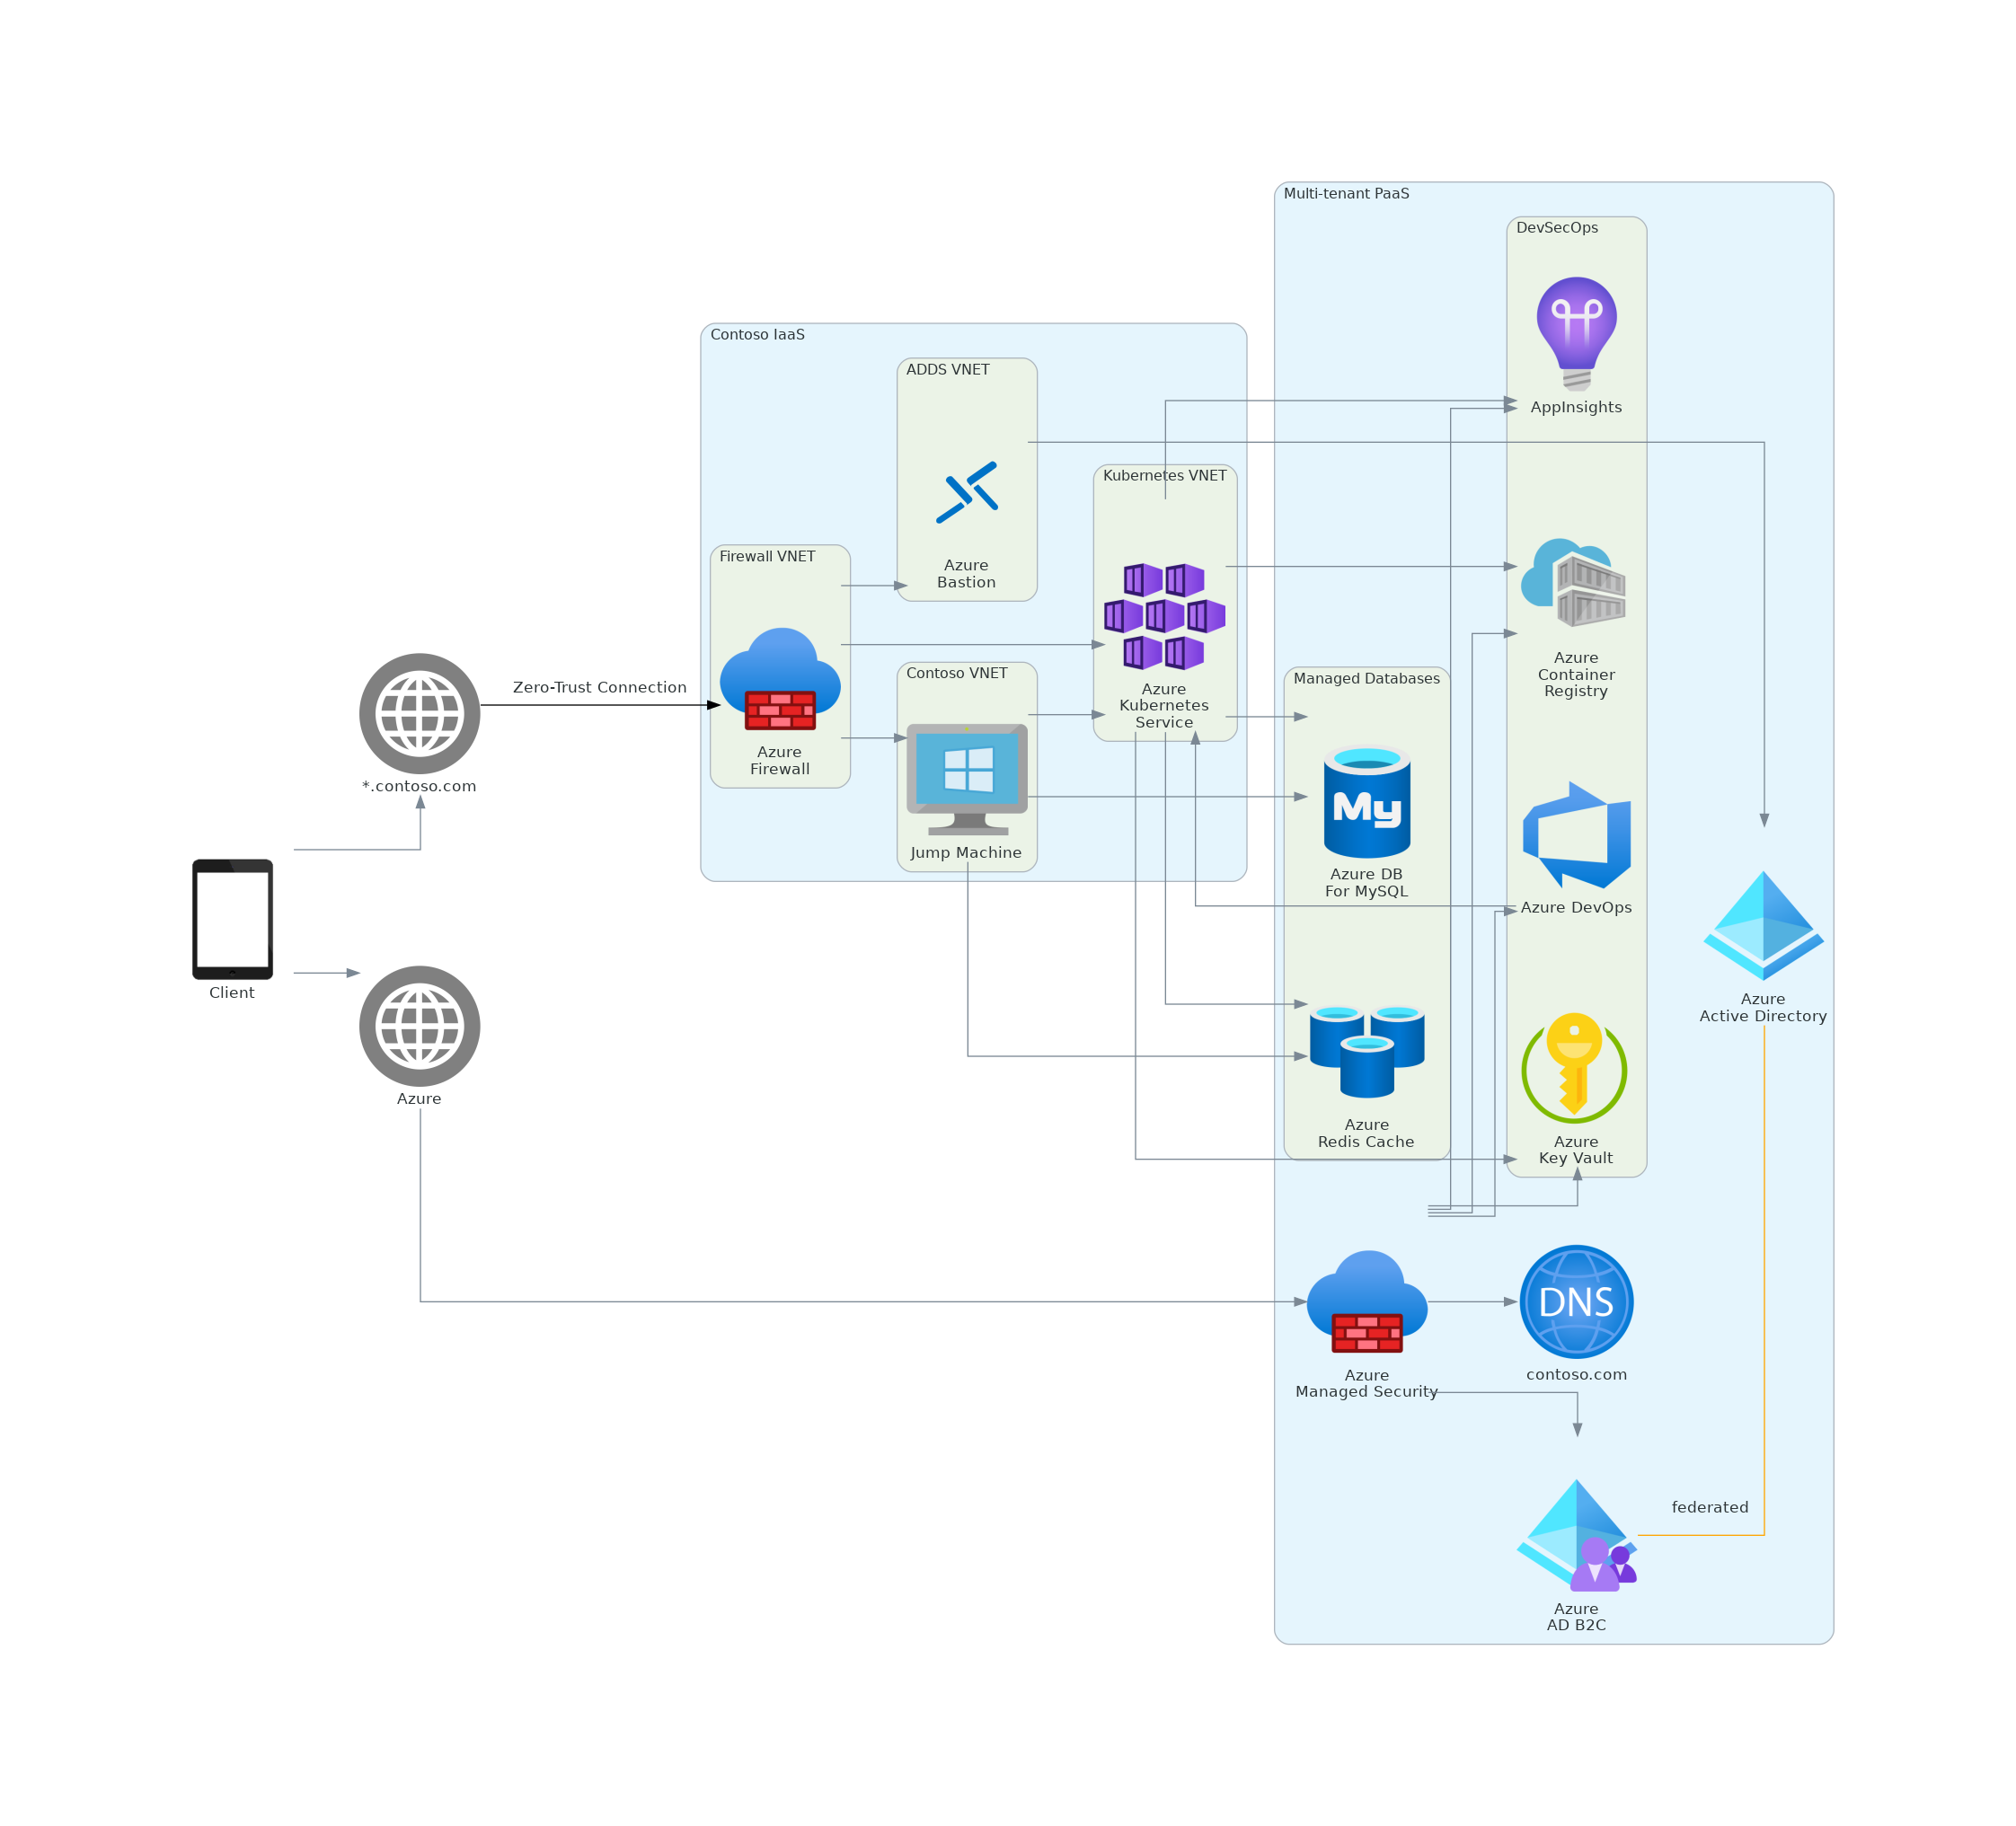 Multi-tenant PaaS
DevSecOps
AppInsights
Contoso IaaS
ADDS VNET
Azure
Bastion
Kubernetes VNET
Azure
Kubernetes
Service
Firewall VNET
Azure
Firewall
Zero-Trust Connection
*.contoso.com
Contoso VNET
Jump Machine
Managed Databases
Azure DB
For MySQL
My
Azure
Redis Cache
Azure
Container
Registry
Azure DevOps
Azure
Key Vault
Azure
Active Directory
Client
Azure
Azure
Managed Security
DNS
contoso.com
federated
Azure
AD B2C